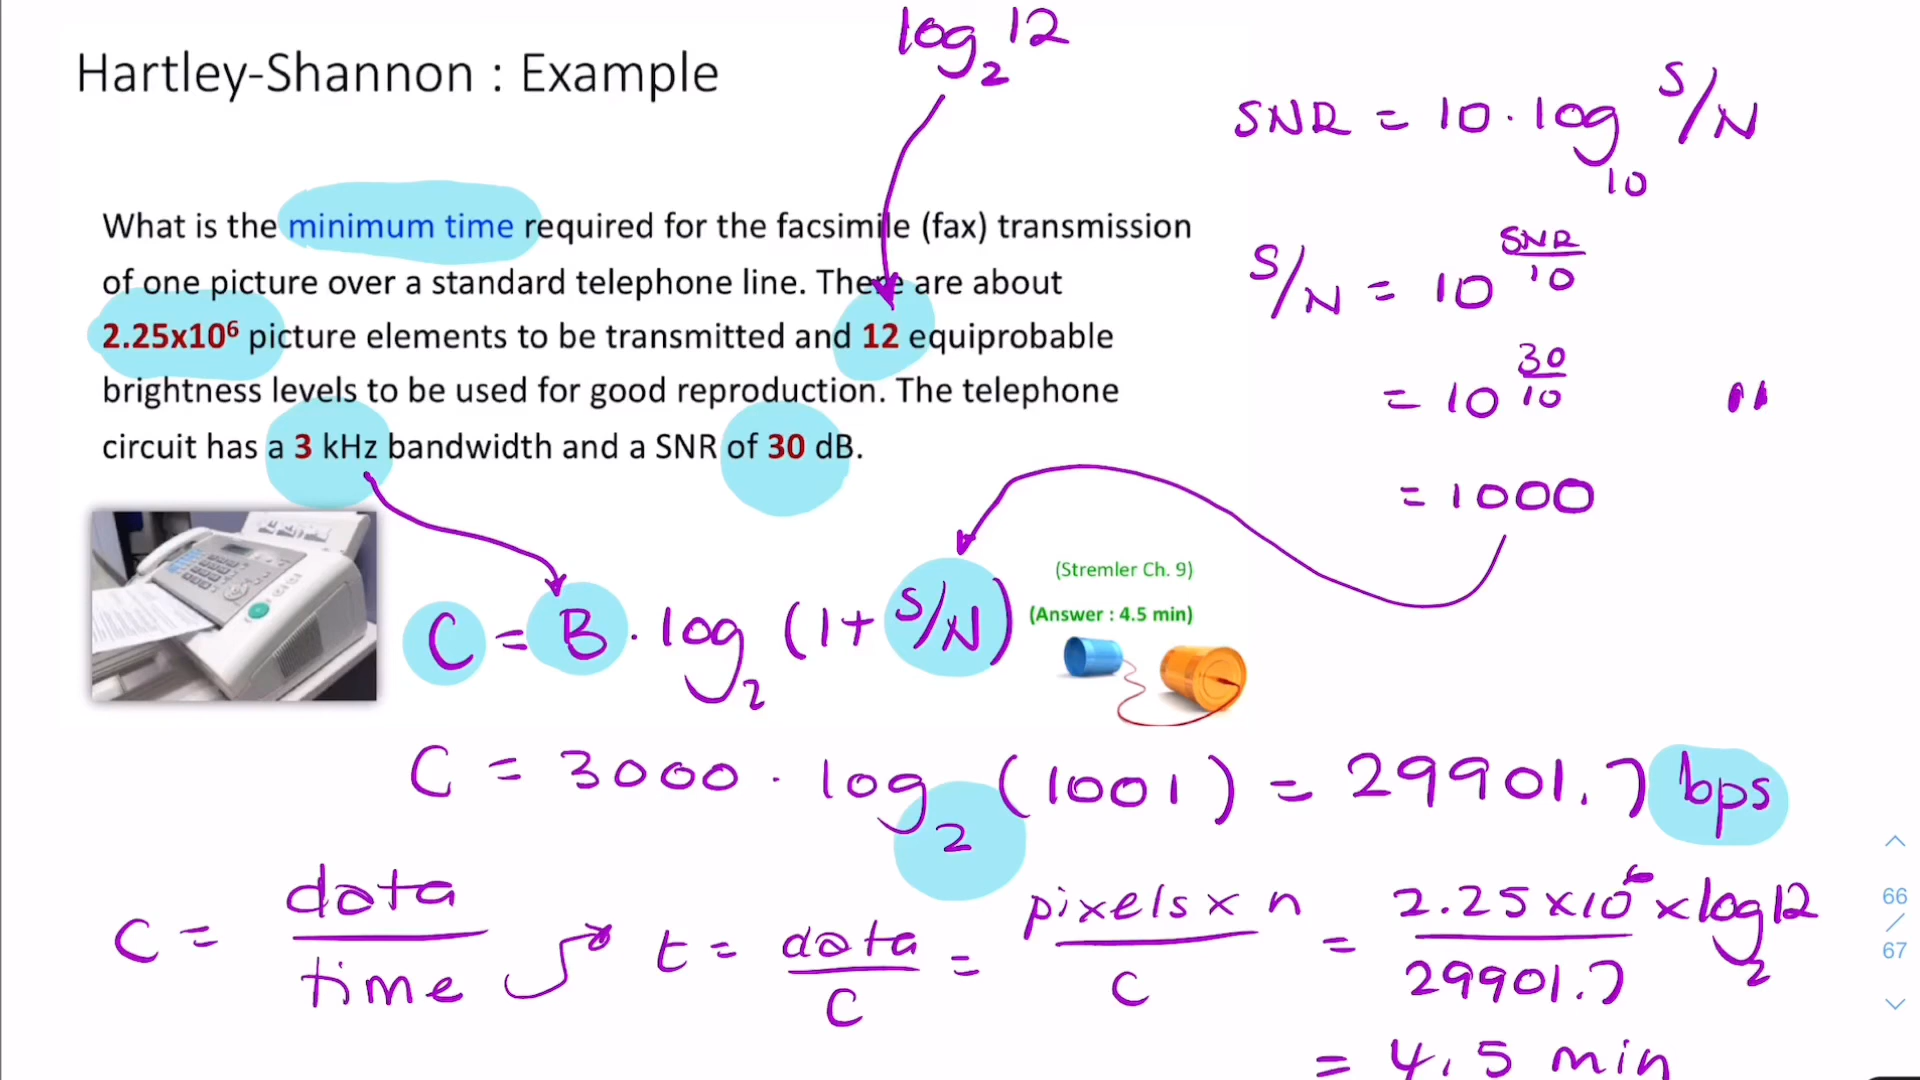 log₂12
Hartley-Shannon : Example
SNR = 10·log₁₀ S/N
What is the minimum time required for the facsimile (fax) transmission
of one picture over a standard telephone line. There are about
2.25x10⁶ picture elements to be transmitted and 12 equiprobable
brightness levels to be used for good reproduction. The telephone
circuit has a 3 kHz bandwidth and a SNR of 30 dB.
S/N = 10^(SNR/10)
= 10^(30/10)
"
= 1000
(Stremler Ch. 9)
(Answer : 4.5 min)
C = B · log₂ (1+ S/N)
C = 3000 · log₂ (1001) = 29901.7 bps
C = data/time
t = data/C = pixels x n/C = 2.25x10⁶/29901.7 x log₂12
= 4.5 min
66
/
67